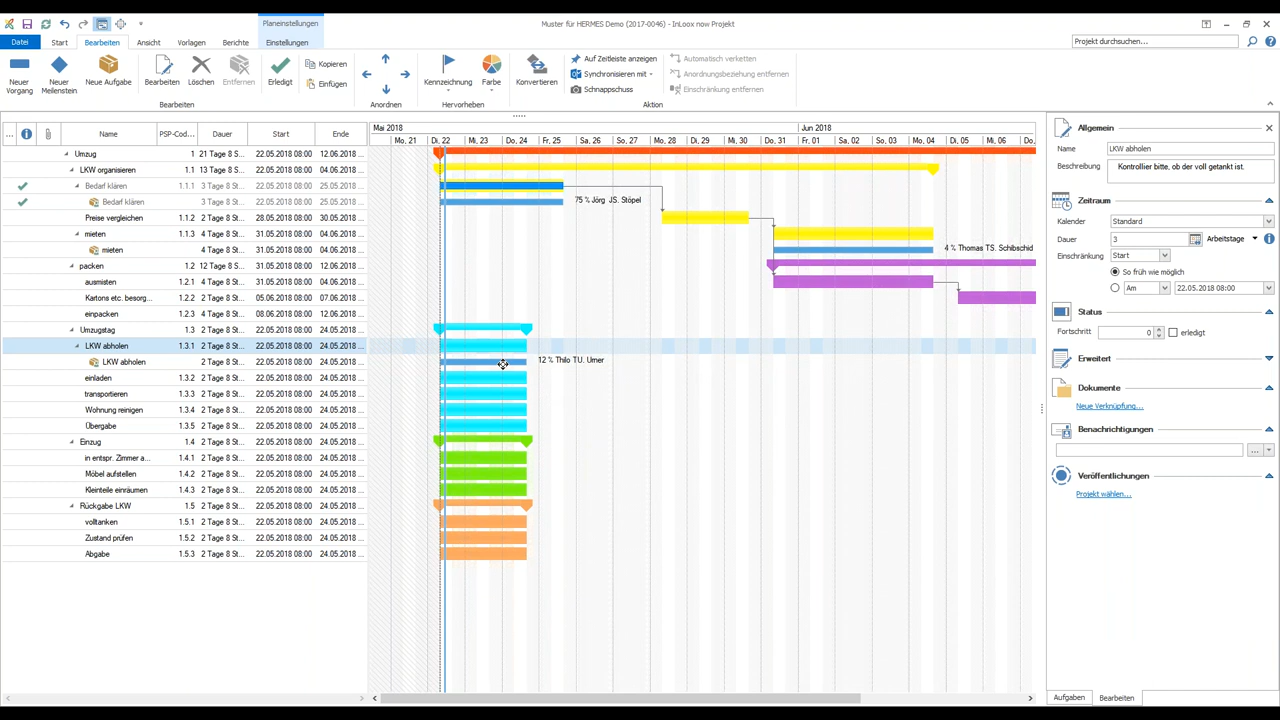 Planeinstellungen
Muster für HERMES Demo (2017-0046) - InLoox now Projekt
Datei Start Bearbeiten Ansicht Vorlagen Berichte Einstellungen
Projekt durchsuchen...
Neuer Vorgang
Neuer Meilenstein
Neue Aufgabe
Bearbeiten
Löschen
Entfernen
Erledigt
Kopieren
Einfügen
Kennzeichnung
Farbe
Konvertieren
Auf Zeitleiste anzeigen
Synchronisieren mit
Schnappschuss
Automatisch verketten
Anordnungsbeziehung entfernen
Einschränkung entfernen
Bearbeiten Anordnen Hervorheben Aktion
... Name PSP-Cod... Dauer Start Ende
Mai 2018 Jun 2018
Mo, 21 Di, 22 Mi, 23 Do, 24 Fr, 25 Sa, 26 So, 27 Mo, 28 Di, 29 Mi, 30 Do, 31 Fr, 01 Sa, 02 So, 03 Mo, 04 Di, 05 Mi, 06 Do,
Umzug 1 21 Tage 8 S... 22.05.2018 08:00 12.06.2018 ...
LKW organisieren 1.1 13 Tage 8 St... 22.05.2018 08:00 04.06.2018 ...
Bedarf klären 1.1.1 3 Tage 8 St... 22.05.2018 08:00 25.05.2018 ...
Bedarf klären 3 Tage 8 St... 22.05.2018 08:00 25.05.2018 ...
75 % Jörg JS. Stöpel
Preise vergleichen 1.1.2 2 Tage 8 St... 28.05.2018 08:00 30.05.2018 ...
mieten 1.1.3 4 Tage 8 St... 31.05.2018 08:00 04.06.2018 ...
mieten 4 Tage 8 St... 31.05.2018 08:00 04.06.2018 ...
4 % Thomas TS. Schibschid
packen 1.2 12 Tage 8 St... 31.05.2018 08:00 12.06.2018 ...
ausmisten 1.2.1 4 Tage 8 St... 31.05.2018 08:00 04.06.2018 ...
Kartons etc. besorg... 1.2.2 2 Tage 8 St... 05.06.2018 08:00 07.06.2018 ...
einpacken 1.2.3 4 Tage 8 St... 08.06.2018 08:00 12.06.2018 ...
Umzugstag 1.3 2 Tage 8 St... 22.05.2018 08:00 24.05.2018 ...
LKW abholen 1.3.1 2 Tage 8 St... 22.05.2018 08:00 24.05.2018 ...
LKW abholen 2 Tage 8 St... 22.05.2018 08:00 24.05.2018 ...
12 % Thilo T.U. Umer
einladen 1.3.2 2 Tage 8 St... 22.05.2018 08:00 24.05.2018 ...
transportieren 1.3.3 2 Tage 8 St... 22.05.2018 08:00 24.05.2018 ...
Wohnung reinigen 1.3.4 2 Tage 8 St... 22.05.2018 08:00 24.05.2018 ...
Übergabe 1.3.5 2 Tage 8 St... 22.05.2018 08:00 24.05.2018 ...
Einzug 1.4 2 Tage 8 St... 22.05.2018 08:00 24.05.2018 ...
in entspr. Zimmer a... 1.4.1 2 Tage 8 St... 22.05.2018 08:00 24.05.2018 ...
Möbel aufstellen 1.4.2 2 Tage 8 St... 22.05.2018 08:00 24.05.2018 ...
Kleinteile einräumen 1.4.3 2 Tage 8 St... 22.05.2018 08:00 24.05.2018 ...
Rückgabe LKW 1.5 2 Tage 8 St... 22.05.2018 08:00 24.05.2018 ...
volltanken 1.5.1 2 Tage 8 St... 22.05.2018 08:00 24.05.2018 ...
Zustand prüfen 1.5.2 2 Tage 8 St... 22.05.2018 08:00 24.05.2018 ...
Abgabe 1.5.3 2 Tage 8 St... 22.05.2018 08:00 24.05.2018 ...
Allgemein
Name LKW abholen
Beschreibung Kontrollier bitte, ob der voll getankt ist.
Zeitraum
Kalender Standard
Dauer 3 Arbeitstage
Einschränkung Start
So früh wie möglich
Am 22.05.2018 08:00
Status
Fortschritt 0 erledigt
Erweitert
Dokumente
Neue Verknüpfung...
Benachrichtigungen
...
Veröffentlichungen
Projekt wählen...
Aufgaben Bearbeiten